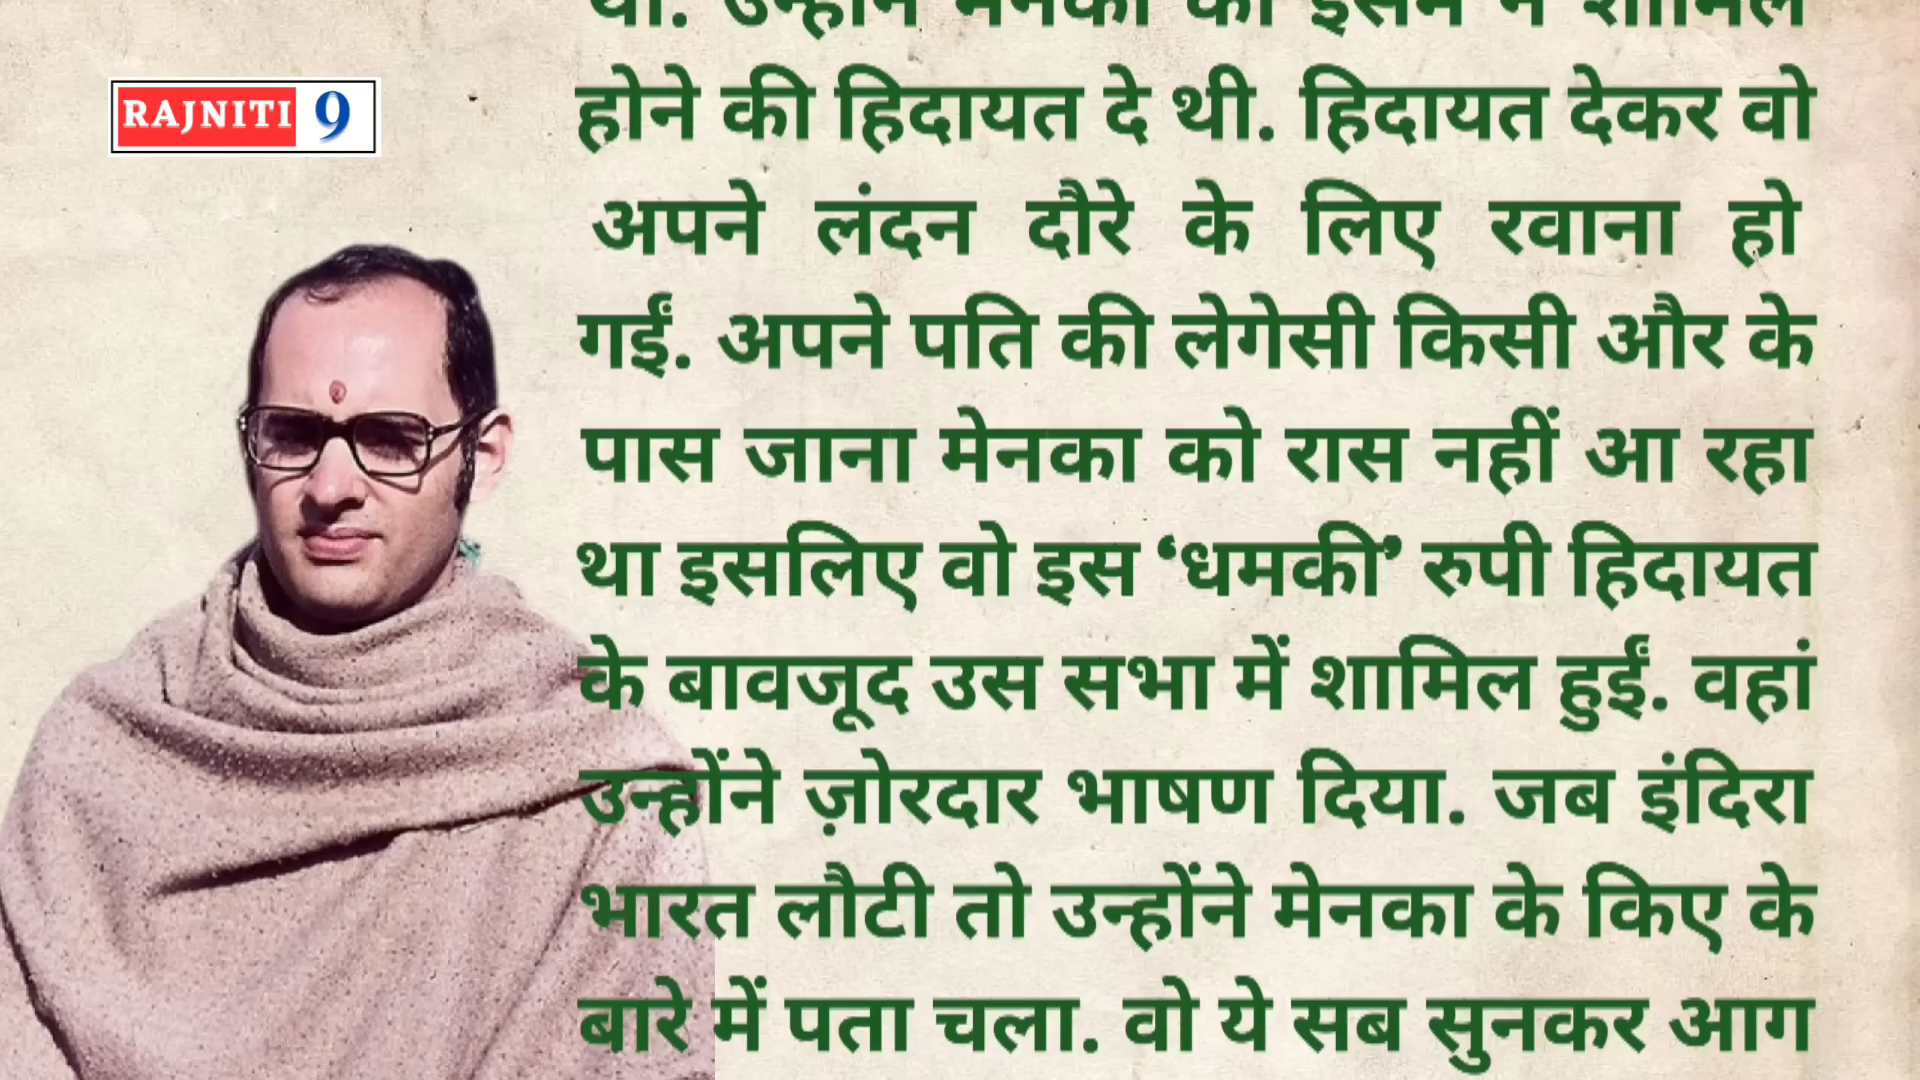 RAJNITI 9
था. उन्होंने मेनका को इसमें न शामिल
होने की हिदायत दे थी. हिदायत देकर वो
अपने लंदन दौरे के लिए रवाना हो
गईं. अपने पति की लेगेसी किसी और के
पास जाना मेनका को रास नहीं आ रहा
था इसलिए वो इस ‘धमकी’ रुपी हिदायत
के बावजूद उस सभा में शामिल हुईं. वहां
उन्होंने ज़ोरदार भाषण दिया. जब इंदिरा
भारत लौटी तो उन्होंने मेनका के किए के
बारे में पता चला. वो ये सब सुनकर आग